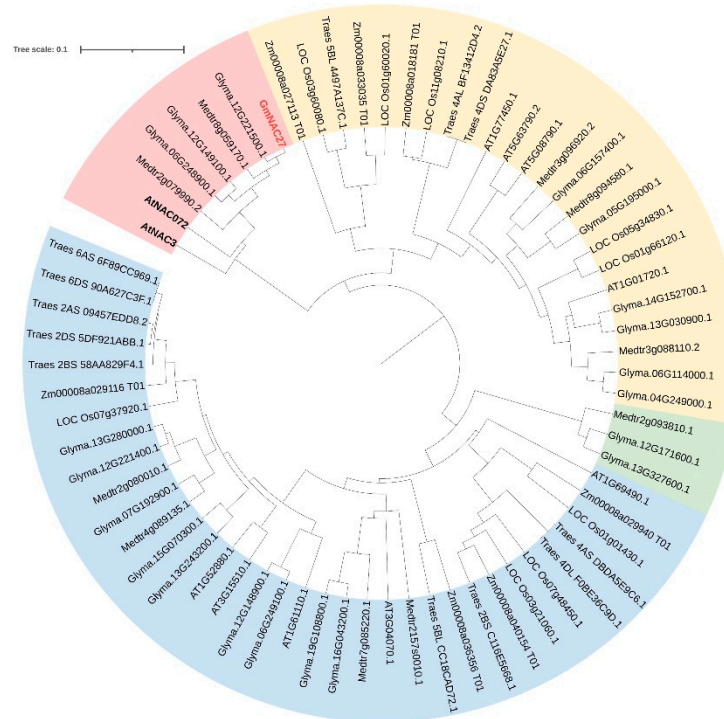 Tree scale: 0.1
AtNAC3
AtNAC072
Medtr2g079990.2
Glyma.06G248900.1
Glyma.12G149100.1
Medtr8g059170.1
Glyma.12G221500.1
GmNAC27
Zm00008a027113 T01
LOC Os03g60080.1
Traes 5BL 4497A137C.1
Zm00008a033035 T01
LOC Os01g60020.1
Zm00008a018181 T01
LOC Os11g08210.1
Traes 4AL BF13412D4.2
Traes 4DS DA83A5E27.1
AT1G77450.1
AT5G63790.2
AT5G08790.1
Medtr3g096920.2
Glyma.06G157400.1
Medtr8g094580.1
Glyma.05G195000.1
LOC Os05g34830.1
LOC Os01g66120.1
AT1G01720.1
Glyma.14G152700.1
Glyma.13G030900.1
Medtr3g088110.2
Glyma.06G114000.1
Glyma.04G249000.1
Medtr2g093810.1
Glyma.12G171600.1
Glyma.13G327600.1
AT1G69490.1
Zm00008a029940 T01
LOC Os01g01430.1
Traes 4AS DBDA5E9C6.1
Traes 4DL F0BE36C9D.1
LOC Os07g48450.1
LOC Os03g21060.1
Zm00008a040154 T01
Traes 2BS C116E5668.1
Zm00008a036356 T01
Traes 5BL CC18CAD72.1
Medtr2157s0010.1
AT3G04070.1
Medtr7g085220.1
Glyma.16G043200.1
Glyma.19G108800.1
AT1G61110.1
Glyma.06G249100.1
Glyma.12G148900.1
AT3G15510.1
AT1G52880.1
Glyma.13G243200.1
Glyma.15G070300.1
Medtr4g089135.1
Glyma.07G192900.1
Medtr2g080010.1
Glyma.12G221400.1
Glyma.13G280000.1
LOC Os07g37920.1
Zm00008a029116 T01
Traes 2BS 58AA829F4.1
Traes 2DS 5DF921ABB.1
Traes 2AS 09457EDD8.2
Traes 6DS 90A627C3F.1
Traes 6AS 6F89CC969.1